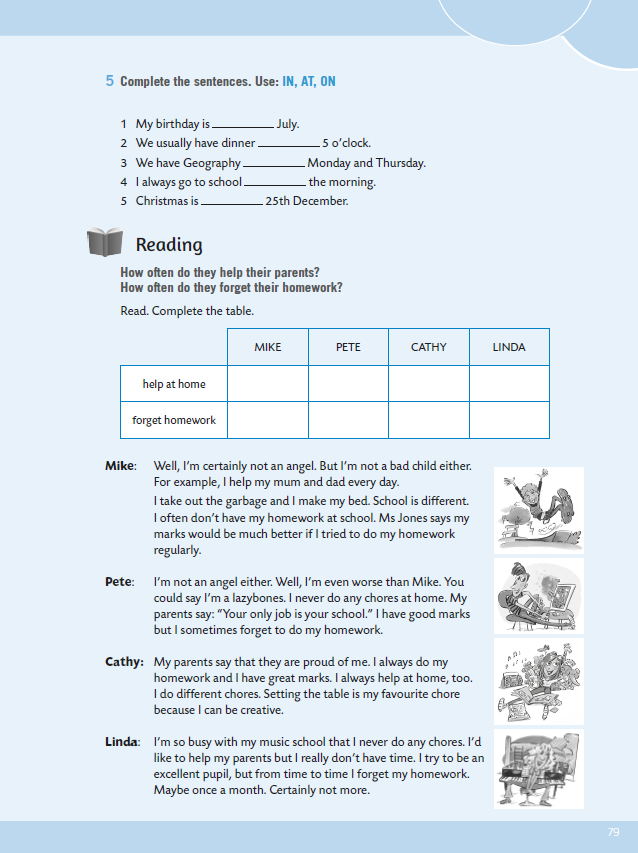 5 Complete the sentences. Use: IN, AT, ON
1 My birthday is __________ July.
2 We usually have dinner __________ 5 o’clock.
3 We have Geography __________ Monday and Thursday.
4 I always go to school __________ the morning.
5 Christmas is __________ 25th December.
Reading
How often do they help their parents?
How often do they forget their homework?
Read. Complete the table.
MIKE PETE CATHY LINDA
help at home
forget homework
Mike: Well, I’m certainly not an angel. But I’m not a bad child either.
For example, I help my mum and dad every day.
I take out the garbage and I make my bed. School is different.
I often don’t have my homework at school. Ms Jones says my
marks would be much better if I tried to do my homework
regularly.
Pete: I’m not an angel either. Well, I’m even worse than Mike. You
could say I’m a lazybones. I never do any chores at home. My
parents say: “Your only job is your school.” I have good marks
but I sometimes forget to do my homework.
Cathy: My parents say that they are proud of me. I always do my
homework and I have great marks. I always help at home, too.
I do different chores. Setting the table is my favourite chore
because I can be creative.
Linda: I’m so busy with my music school that I never do any chores. I’d
like to help my parents but I really don’t have time. I try to be an
excellent pupil, but from time to time I forget my homework.
Maybe once a month. Certainly not more.
79